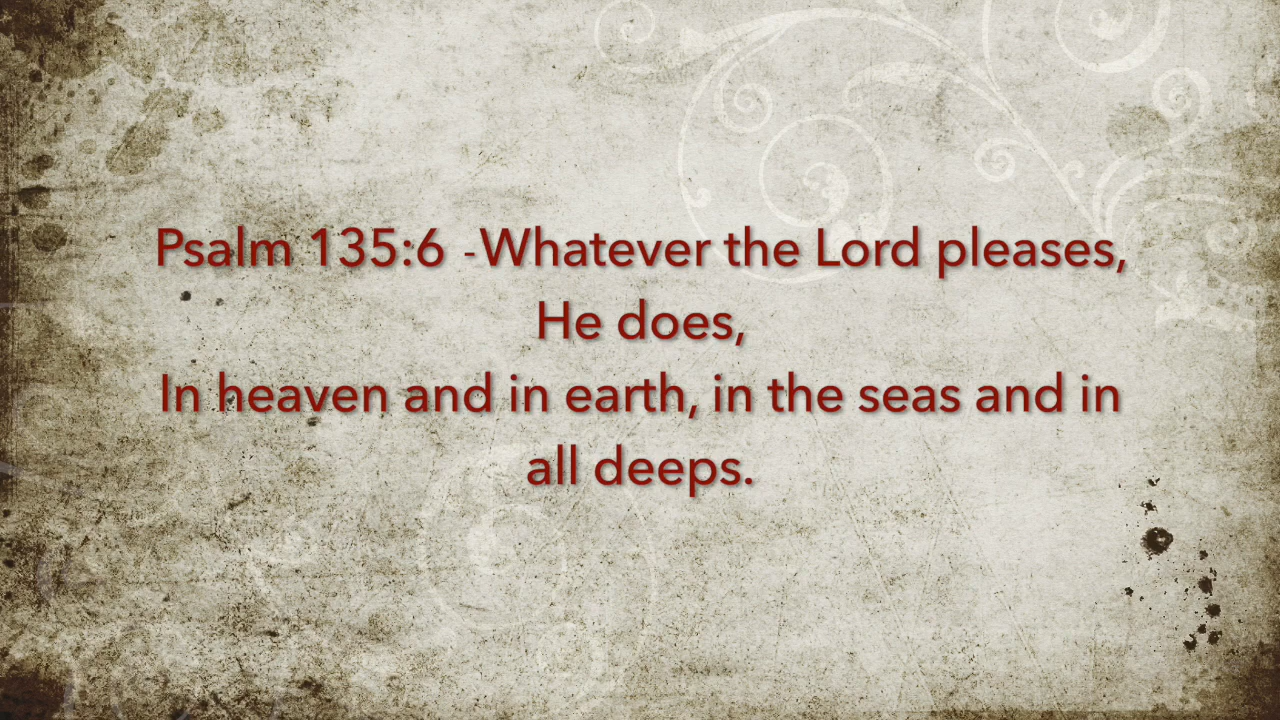 Psalm 135:6 -Whatever the Lord pleases,
He does,
In heaven and in earth, in the seas and in
all deeps.